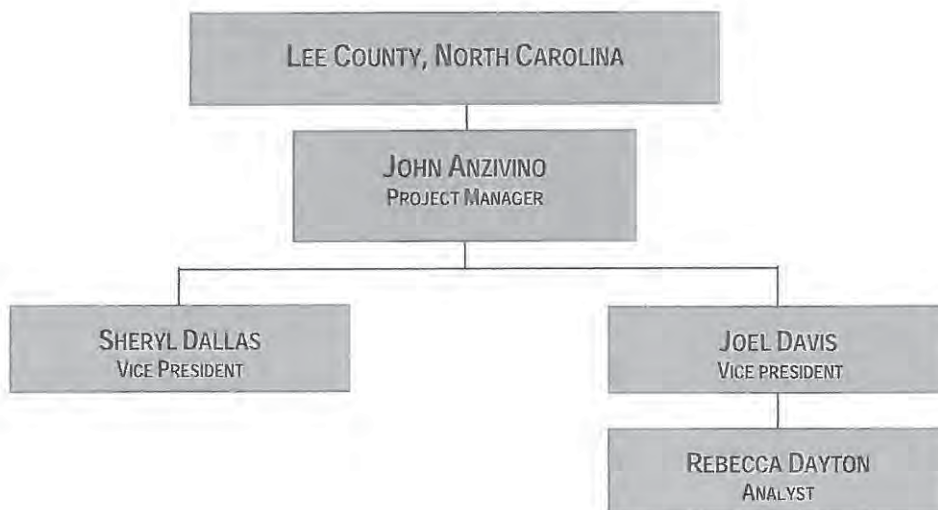 LEE COUNTY, NORTH CAROLINA
JOHN ANZIVINO
PROJECT MANAGER
SHERYL DALLAS
VICE PRESIDENT
JOEL DAVIS
VICE PRESIDENT
REBECCA DAYTON
ANALYST